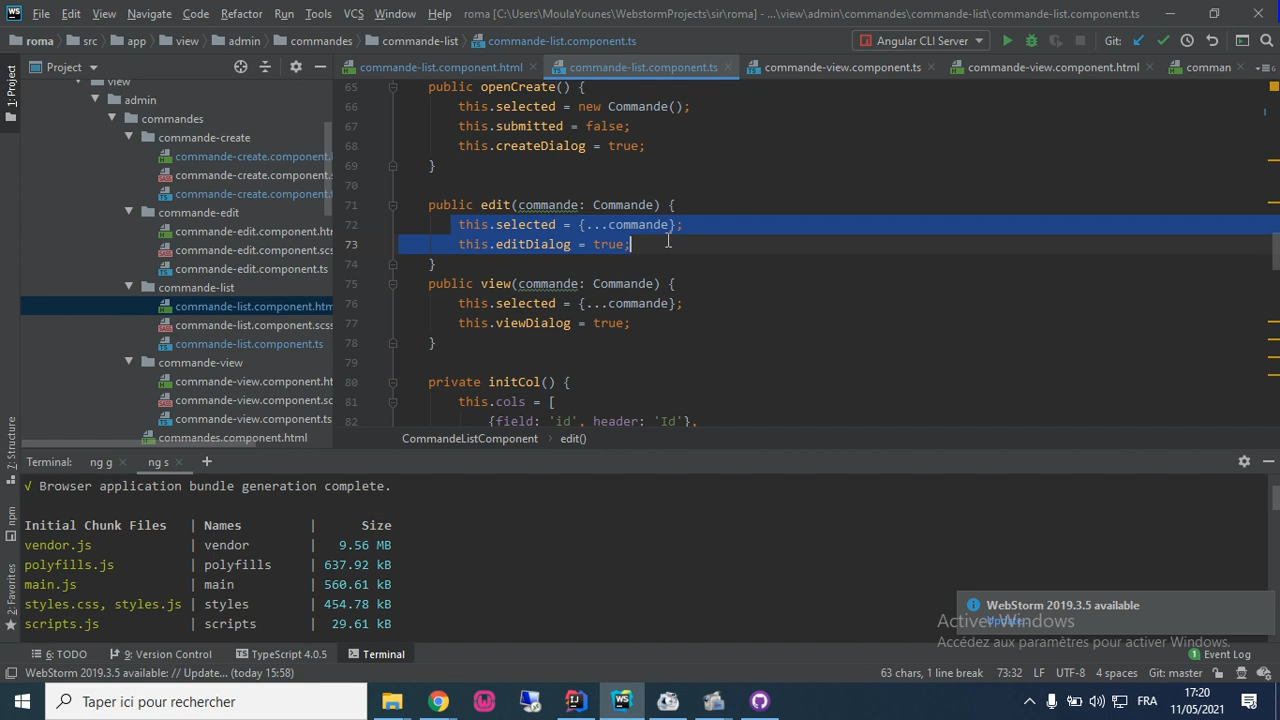 File Edit View Navigate Code Refactor Run Tools VCS Window Help roma [C:\Users\MoulaYounes\WebstormProjects\sir\roma] - ...\view\admin\commandes\commande-list\commande-list.component.ts
roma src app view admin commandes commande-list commande-list.component.ts Angular CLI Server Git:
Project commande-list.component.html commande-list.component.ts commande-view.component.ts commande-view.component.html comman
1: Project
view
admin
commandes
commande-create
commande-create.component.
commande-create.component.s
commande-create.component.
commande-edit
commande-edit.component.htr
commande-edit.component.scs
commande-edit.component.ts
commande-list
commande-list.component.htm
commande-list.component.scss
commande-list.component.ts
commande-view
commande-view.component.ht
commande-view.component.sc
commande-view.component.ts
commandes.component.html
65 public openCreate() {
66 this.selected = new Commande();
67 this.submitted = false;
68 this.createDialog = true;
69 }
70
71 public edit(commande: Commande) {
72 this.selected = {...commande};
73 this.editDialog = true;
74 }
75 public view(commande: Commande) {
76 this.selected = {...commande};
77 this.viewDialog = true;
78 }
79
80 private initCol() {
81 this.cols = [
82 {field: 'id', header: 'Id'},
CommandeListComponent edit()
Z: Structure
npm
2: Favorites
Terminal: ng g ng s +
√ Browser application bundle generation complete.
Initial Chunk Files | Names | Size
vendor.js | vendor | 9.56 MB
polyfills.js | polyfills | 637.92 kB
main.js | main | 560.61 kB
styles.css, styles.js | styles | 454.78 kB
scripts.js | scripts | 29.61 kB
WebStorm 2019.3.5 available
Update...
Activer Windows
Accédez aux paramètres pour activer Windows.
6: TODO 9: Version Control TypeScript 4.0.5 Terminal 1 Event Log
WebStorm 2019.3.5 available // Update... (today 15:58) 63 chars, 1 line break 73:32 LF UTF-8 4 spaces Git: master
Taper ici pour rechercher FRA 17:20
11/05/2021